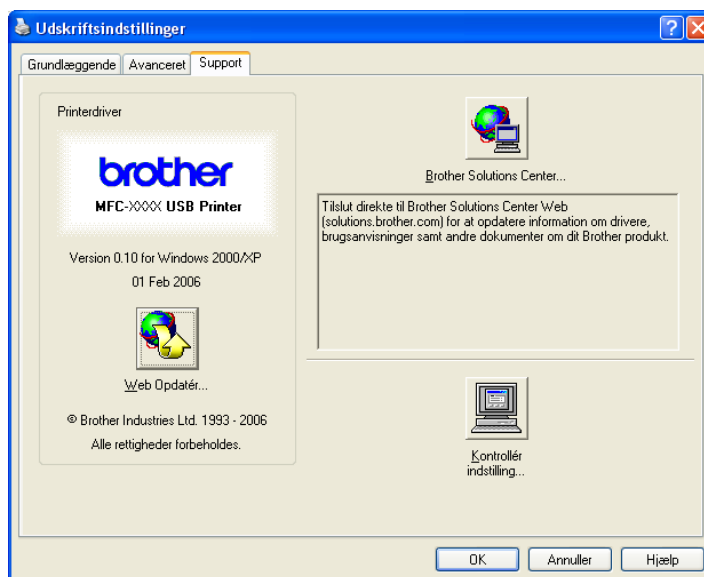 Udskriftsindstillinger
Grundlæggende
Avanceret
Support
Printerdriver
brother
MFC-XXXX USB Printer
Version 0.10 for Windows 2000/XP
01 Feb 2006
Web Opdatér...
© Brother Industries Ltd. 1993 - 2006
Alle rettigheder forbeholdes.
Brother Solutions Center...
Tilslut direkte til Brother Solutions Center Web
(solutions.brother.com) for at opdatere information om drivere,
brugsanvisninger samt andre dokumenter om dit Brother produkt.
Kontrollér
indstilling...
OK
Annuller
Hjælp